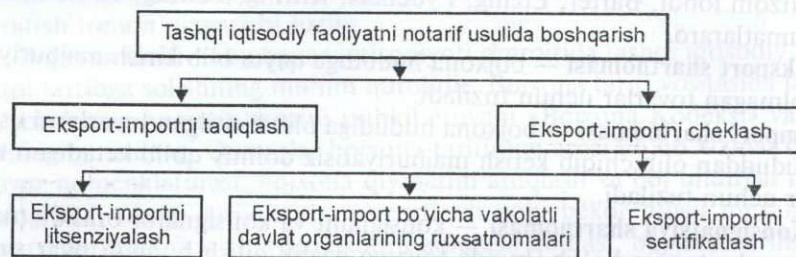 Tashqi iqtisodiy faoliyatni notarif usulida boshqarish
Eksport-importni taqiqlash
Eksport-importni cheklash
Eksport-importni
litsenziyalash
Eksport-import bo'yicha vakolatli
davlat organlarining ruxsatnomalari
Eksport-importni
sertifikatlash